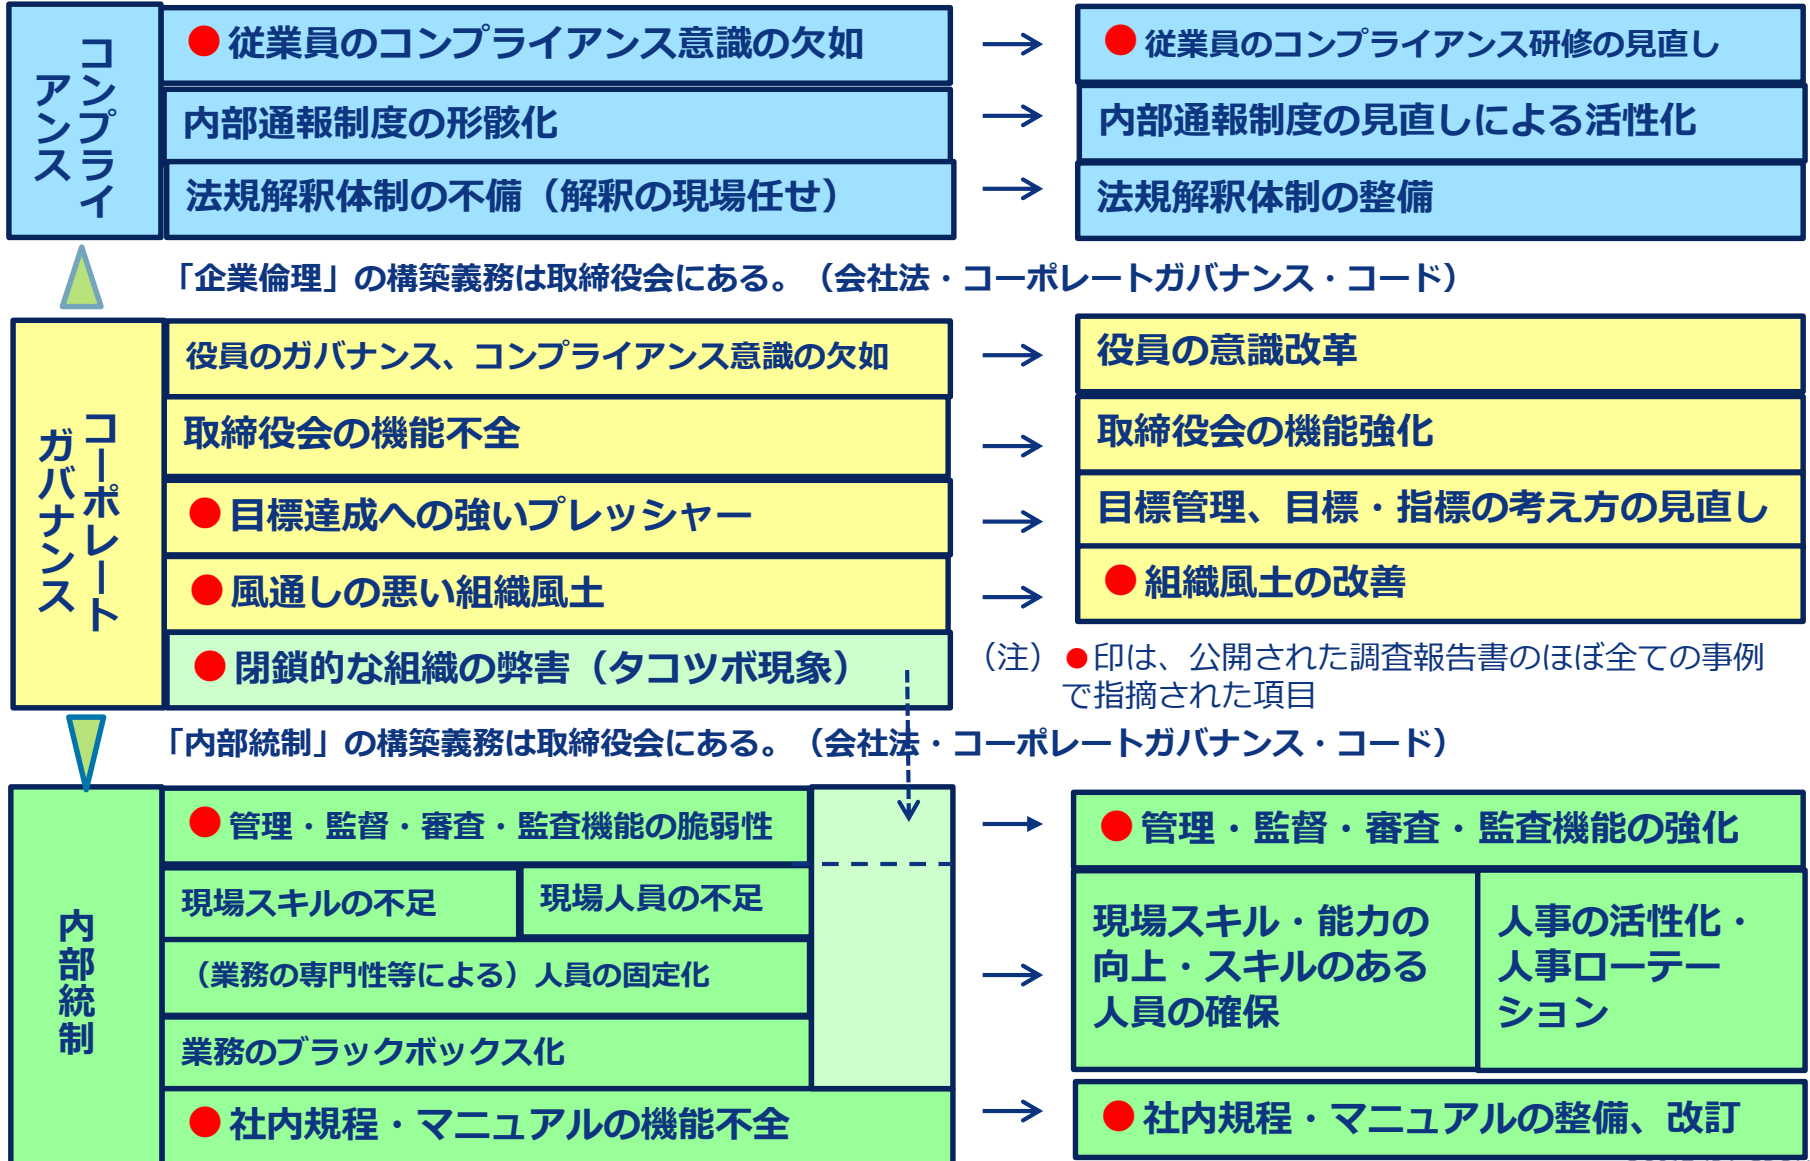 コンプライ
アンス
●従業員のコンプライアンス意識の欠如
●従業員のコンプライアンス研修の見直し
内部通報制度の形骸化
内部通報制度の見直しによる活性化
法規解釈体制の不備（解釈の現場任せ）
法規解釈体制の整備
「企業倫理」の構築義務は取締役会にある。（会社法・コーポレートガバナンス・コード）
コーポレート
ガバナンス
役員のガバナンス、コンプライアンス意識の欠如
役員の意識改革
取締役会の機能不全
取締役会の機能強化
●目標達成への強いプレッシャー
目標管理、目標・指標の考え方の見直し
●風通しの悪い組織風土
●組織風土の改善
●閉鎖的な組織の弊害（タコツボ現象）
（注）●印は、公開された調査報告書のほぼ全ての事例
で指摘された項目
「内部統制」の構築義務は取締役会にある。（会社法・コーポレートガバナンス・コード）
内部統制
●管理・監督・審査・監査機能の脆弱性
●管理・監督・審査・監査機能の強化
現場スキルの不足
現場人員の不足
（業務の専門性等による）人員の固定化
業務のブラックボックス化
現場スキル・能力の
向上・スキルのある
人員の確保
人事の活性化・
人事ローテー
ション
●社内規程・マニュアルの機能不全
●社内規程・マニュアルの整備、改訂